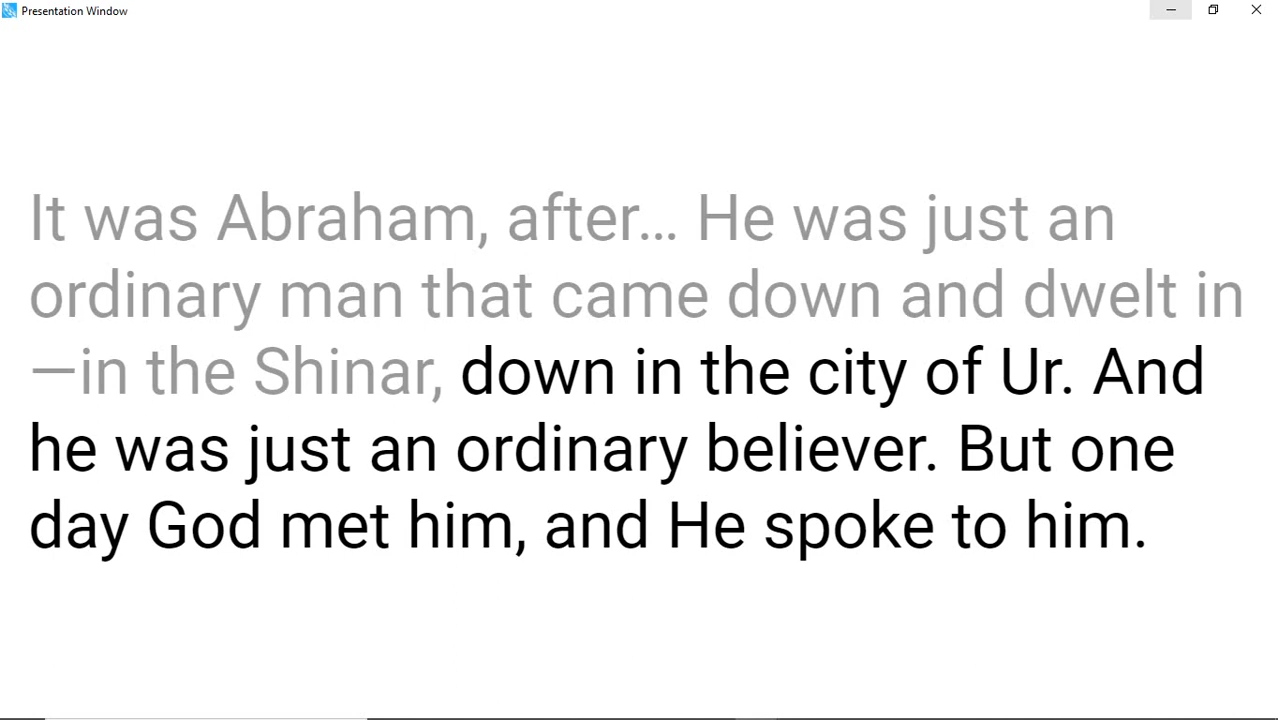 Presentation Window
It was Abraham, after… He was just an
ordinary man that came down and dwelt in
—in the Shinar, down in the city of Ur. And
he was just an ordinary believer. But one
day God met him, and He spoke to him.